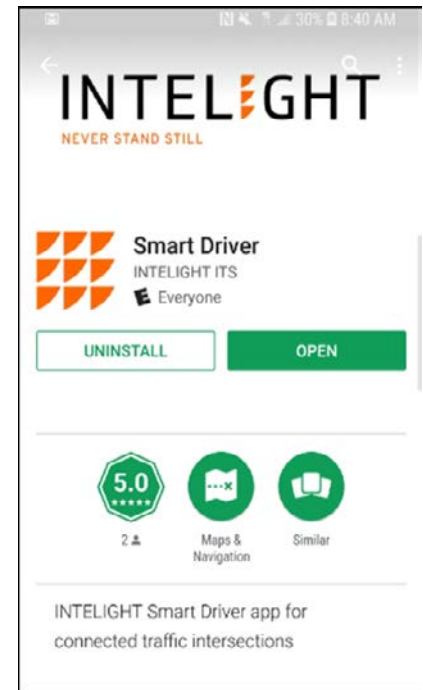 30% 8:40 AM
INTELIGHT
NEVER STAND STILL
Smart Driver
INTELIGHT ITS
E Everyone
UNINSTALL
OPEN
5.0
2
Maps &
Navigation
Similar
INTELIGHT Smart Driver app for
connected traffic intersections